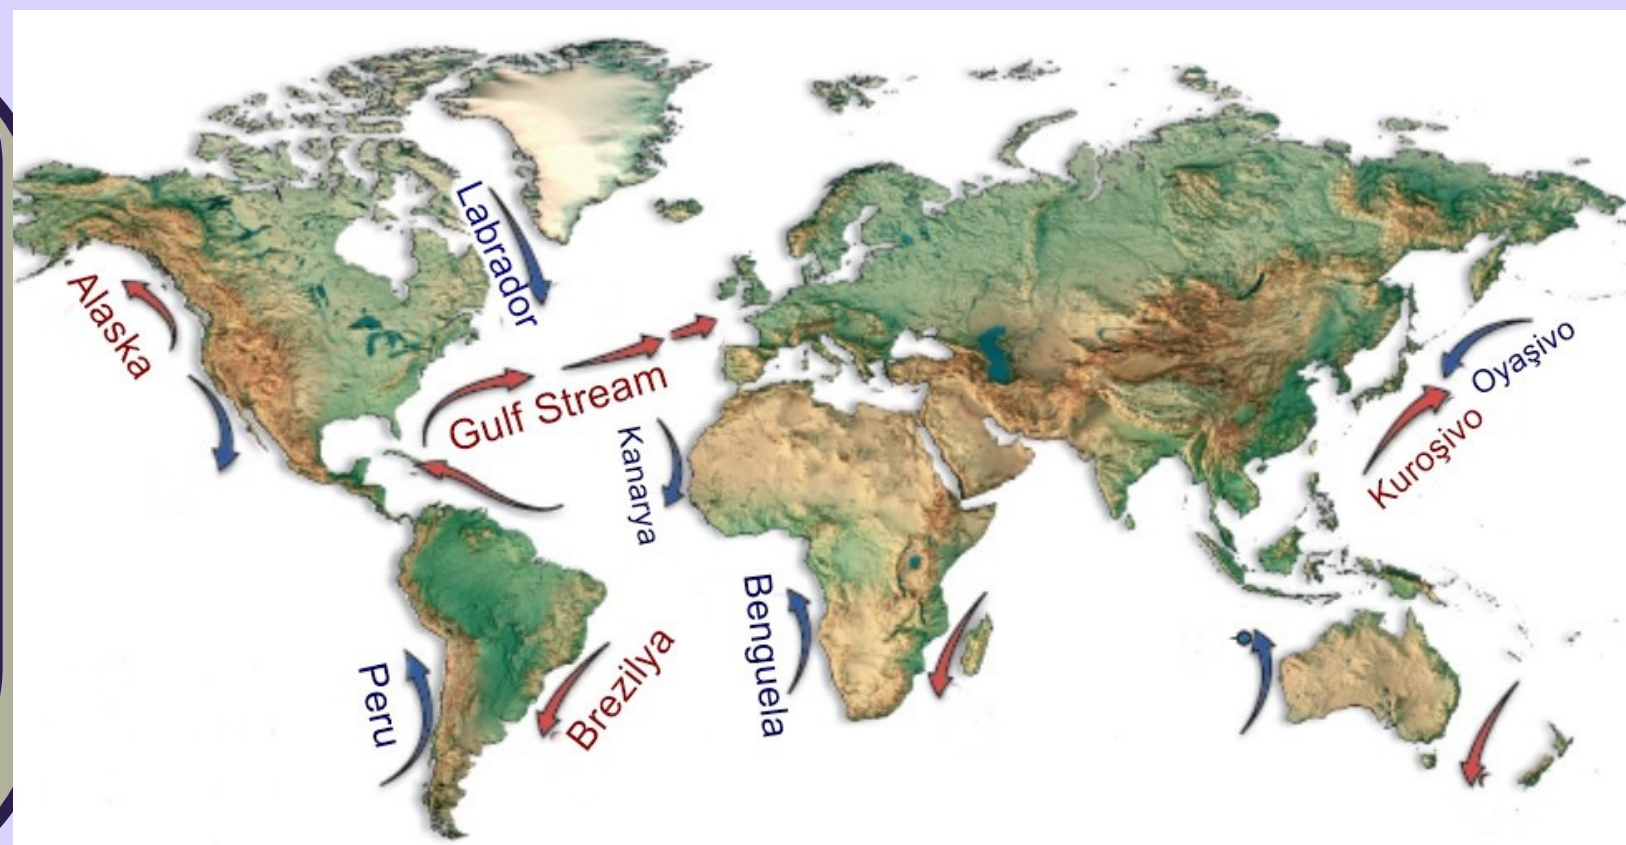 Labrador
Alaska
Gulf Stream
Kanarya
Oyaşivo
Kuroşivo
Benguela
Peru
Brezilya